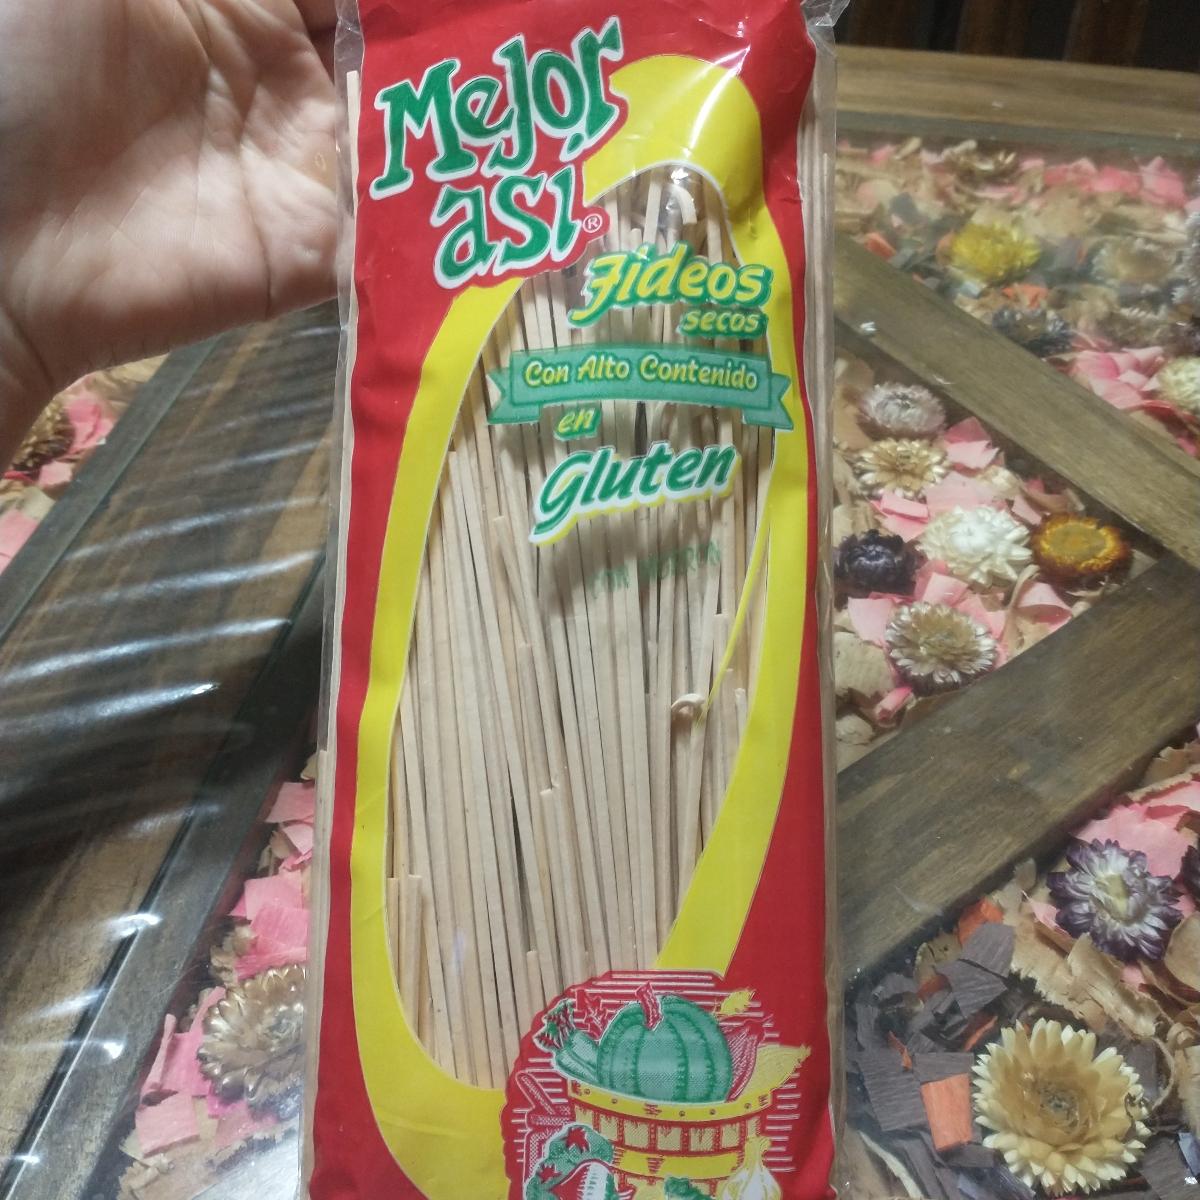 Mejor
así®
Fideos
secos
Con Alto Contenido
en
Gluten